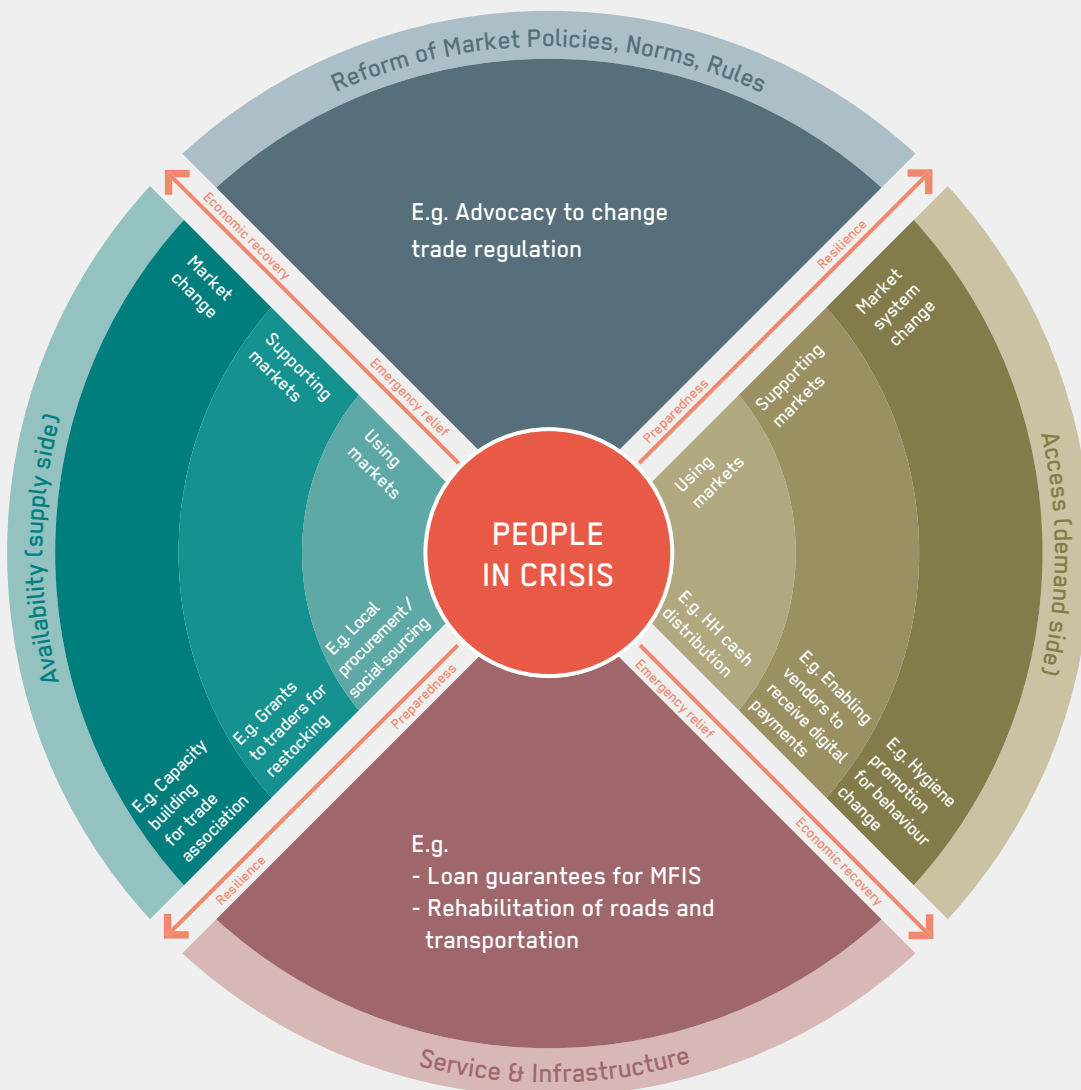 Reform of Market Policies, Norms, Rules
E.g. Advocacy to change
trade regulation
Economic recovery
Emergency relief
Resilience
Preparedness
Availability (supply side)
Market
change
Supporting
markets
Using
markets
E.g. Local
procurement/
social sourcing
E.g. Grants
to traders for
restocking
E.g. Capacity
building
for trade
association
PEOPLE
IN CRISIS
Market
system
change
Supporting
markets
Using
markets
E.g. HH cash
distribution
E.g. Enabling
vendors to
receive digital
payments
E.g. Hygiene
promotion
for behaviour
change
Access (demand side)
Preparedness
Resilience
Emergency relief
Economic recovery
E.g.
- Loan guarantees for MFIS
- Rehabilitation of roads and
transportation
Service & Infrastructure